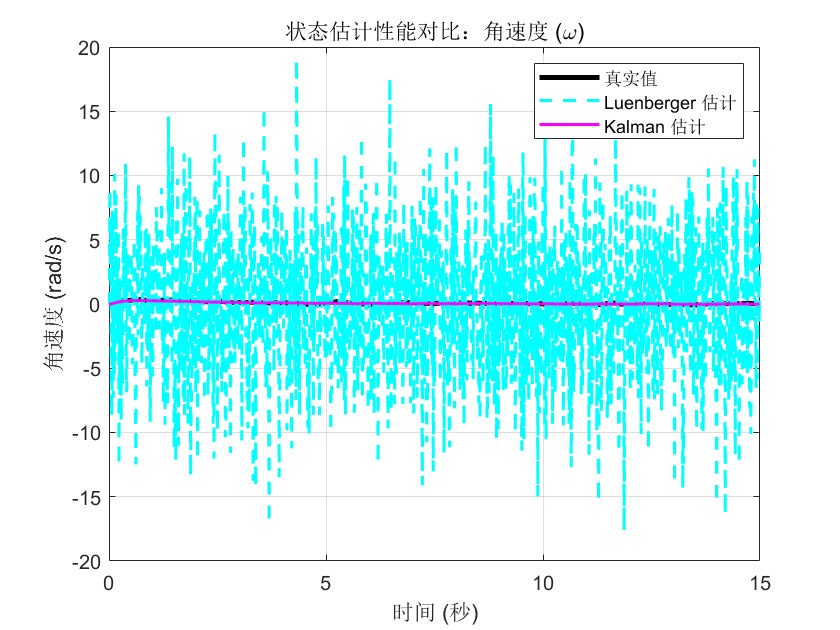 状态估计性能对比：角速度 (ω)
真实值
Luenberger 估计
Kalman 估计
20
15
10
5
0
-5
-10
-15
-20
角速度 (rad/s)
0
5
10
15
时间 (秒)